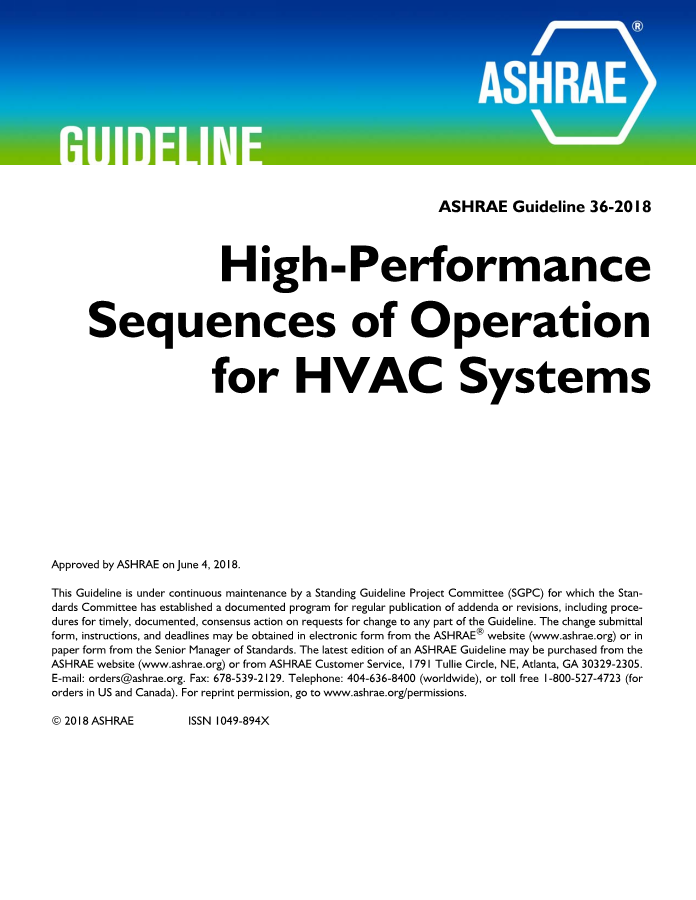 ASHRAE®
GUIDELINE
ASHRAE Guideline 36-2018
High-Performance
Sequences of Operation
for HVAC Systems
Approved by ASHRAE on June 4, 2018.
This Guideline is under continuous maintenance by a Standing Guideline Project Committee (SGPC) for which the Stan-
dards Committee has established a documented program for regular publication of addenda or revisions, including proce-
dures for timely, documented, consensus action on requests for change to any part of the Guideline. The change submittal
form, instructions, and deadlines may be obtained in electronic form from the ASHRAE® website (www.ashrae.org) or in
paper form from the Senior Manager of Standards. The latest edition of an ASHRAE Guideline may be purchased from the
ASHRAE website (www.ashrae.org) or from ASHRAE Customer Service, 1791 Tullie Circle, NE, Atlanta, GA 30329-2305.
E-mail: orders@ashrae.org. Fax: 678-539-2129. Telephone: 404-636-8400 (worldwide), or toll free 1-800-527-4723 (for
orders in US and Canada). For reprint permission, go to www.ashrae.org/permissions.
© 2018 ASHRAE ISSN 1049-894X